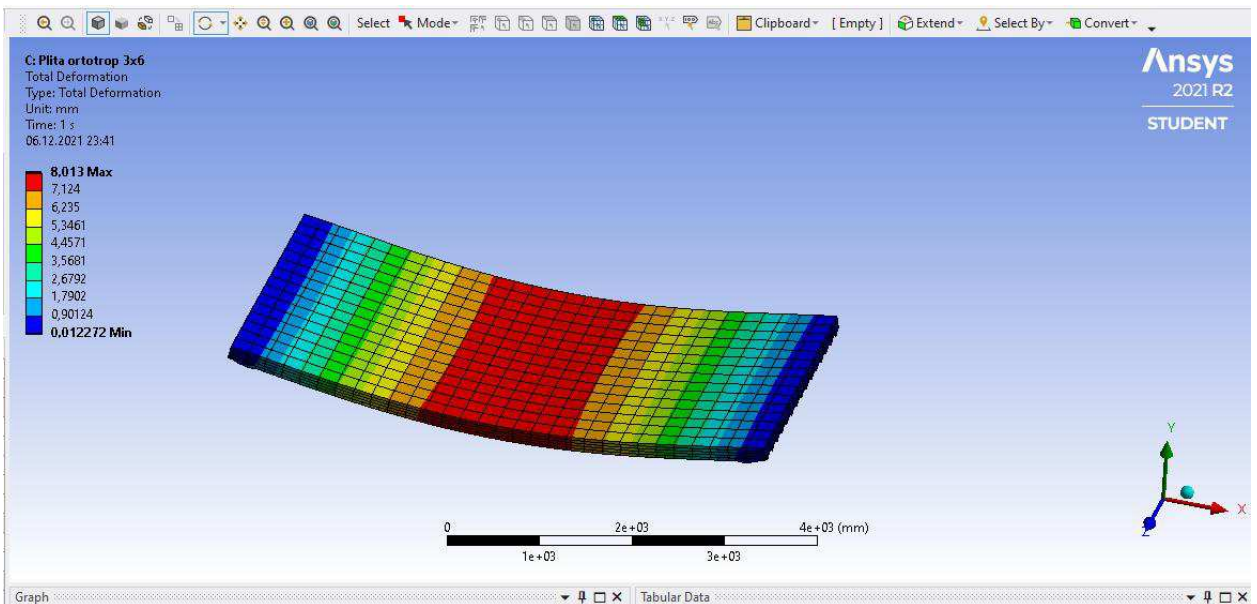 Select Mode Clipboard [ Empty ] Extend Select By Convert
C: Plita ortotrop 3x6
Total Deformation
Type: Total Deformation
Unit: mm
Time: 1 s
06.12.2021 23:41
8,013 Max
7,124
6,235
5,3461
4,4571
3,5681
2,6792
1,7902
0,90124
0,012272 Min
Ansys
2021 R2
STUDENT
Y
X
Z
0 2e+03 4e+03 (mm)
1e+03 3e+03
Graph Tabular Data